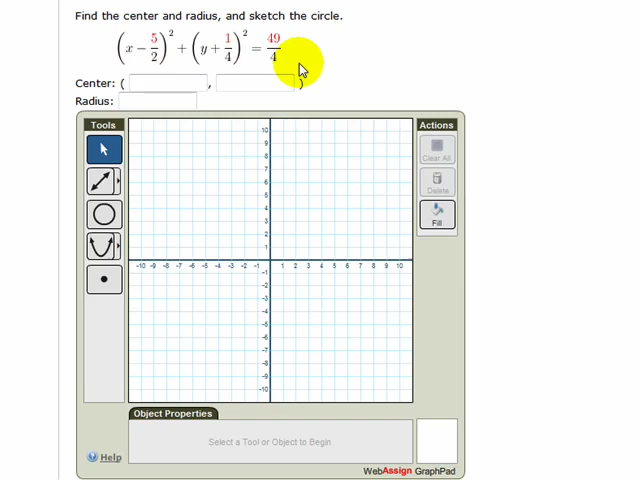 Find the center and radius, and sketch the circle.
(x − 5/2)² + (y + 1/4)² = 49/4
Center: ( , )
Radius:
Tools
Actions
Clear All
Delete
Fill
10
9
8
7
6
5
4
3
2
1
-10 -9 -8 -7 -6 -5 -4 -3 -2 -1 1 2 3 4 5 6 7 8 9 10
-1
-2
-3
-4
-5
-6
-7
-8
-9
-10
Object Properties
Select a Tool or Object to Begin
Help
WebAssign GraphPad